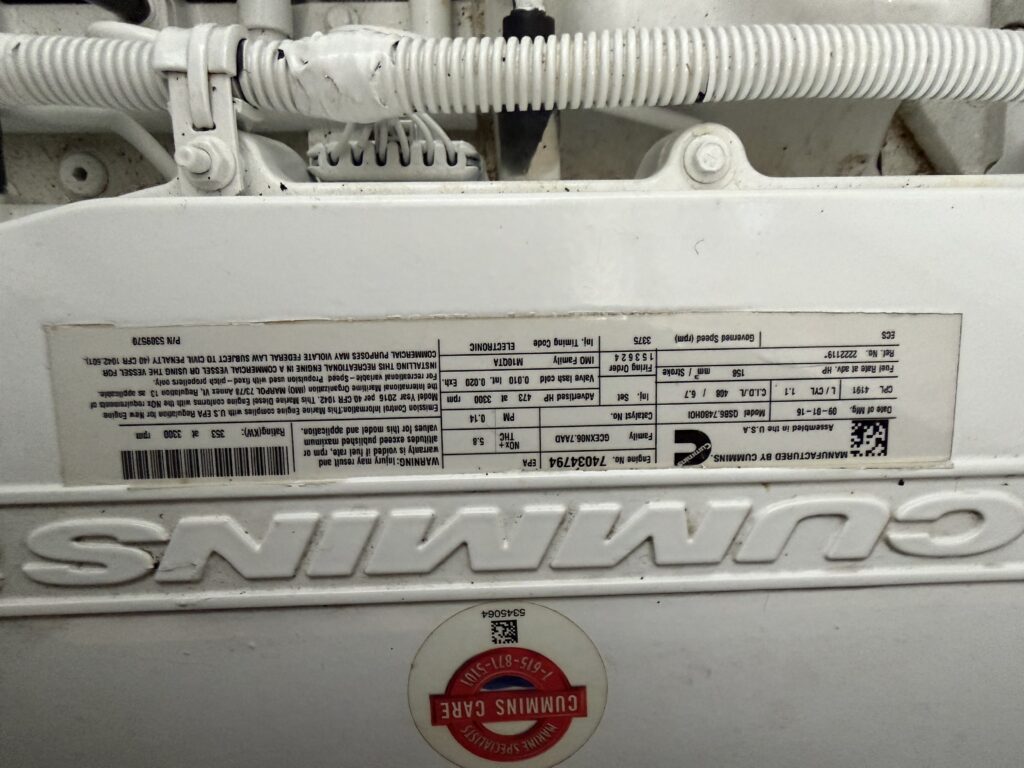 MANUFACTURED BY CUMMINS
Assembled in the U.S.A
Cummins
Date of Mfg. 09-01-16 Model QSB6.7480HOI
CPL 4191 L/CYL 1.1 C.I.D./L 408 / 6.7
Fuel Rate at adv. HP 156 mm³ / Stroke
Ref. No. 2222119*
ECS Governed Speed (rpm) 3375
Engine No. 74034794 EPA
Family GCEXN06.7AAD NOx+ THC 5.8
Catalyst No. PM 0.14
Inj. Set. Advertised HP 473 at 3300 rpm
Valve lash cold 0.010 Int. 0.020 Exh.
Firing Order 1 5 3 6 2 4 IMO Family M10QTA
Inj. Timing Code ELECTRONIC
WARNING: Injury may result and
warranty is voided if fuel rate, rpm or
altitudes exceed published maximum
values for this model and application.
Rating(KW): 353 at 3300 rpm
Emission Control Information: This Marine Engine complies with U.S EPA Regulation for Engine New
Model Year 2016 per 40 CFR 1042. This Marine Diesel Engine conforms with the NOx requirements of
the International Maritime Organization (IMO) MARPOL 73/78 Annex VI, Regulation 13 as applicable.
For recreational variable - Speed Propulsion used with fixed - pitch propellers only.
INSTALLING THIS RECREATIONAL ENGINE IN A COMMERCIAL VESSEL OR USING THE VESSEL FOR
COMMERCIAL PURPOSES MAY VIOLATE FEDERAL LAW SUBJECT TO CIVIL PENALTY (40 CFR 1042.601).
P/N 5309570
CUMMINS
5345064
1-615-871-5101
CUMMINS CARE
MARINE SPECIALISTS